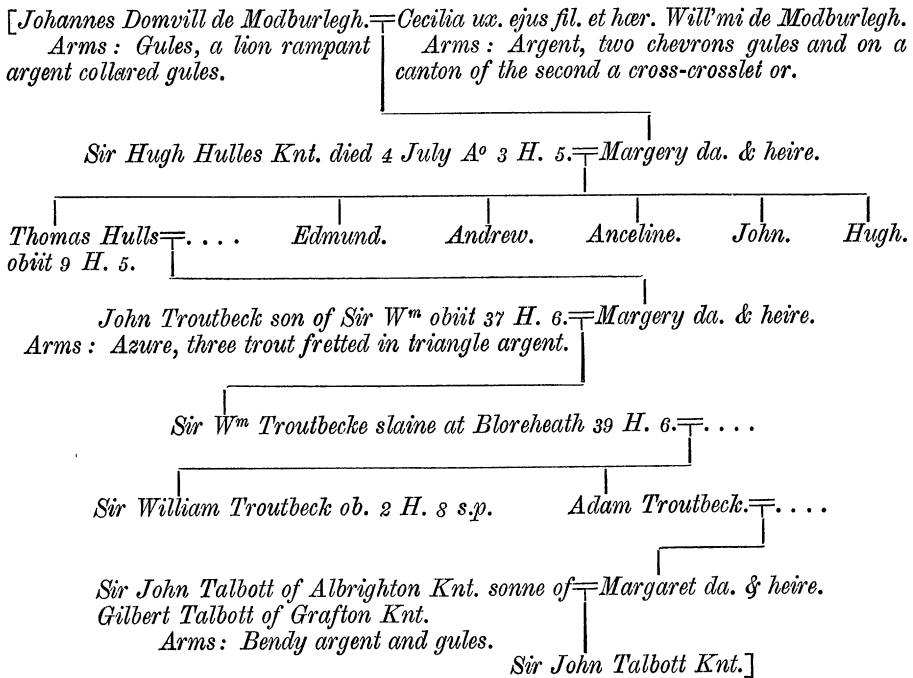 [Johannes Domvill de Modburlegh.=Cecilia ux. ejus fil. et hær. Will'mi de Modburlegh.
Arms: Gules, a lion rampant
argent collared gules.
Arms: Argent, two chevrons gules and on a
canton of the second a cross-crosslet or.
Sir Hugh Hulles Knt. died 4 July Aº 3 H. 5.=Margery da. & heire.
Thomas Hulls=. . . .
obiit 9 H. 5.
Edmund.
Andrew.
Anceline.
John.
Hugh.
John Troutbeck son of Sir Wᵐ obiit 37 H. 6.=Margery da. & heire.
Arms: Azure, three trout fretted in triangle argent.
Sir Wᵐ Troutbecke slaine at Bloreheath 39 H. 6.=. . . .
Sir William Troutbeck ob. 2 H. 8 s.p.
Adam Troutbeck.=. . . .
Sir John Talbott of Albrighton Knt. sonne of=Margaret da. & heire.
Gilbert Talbott of Grafton Knt.
Arms: Bendy argent and gules.
Sir John Talbott Knt.]